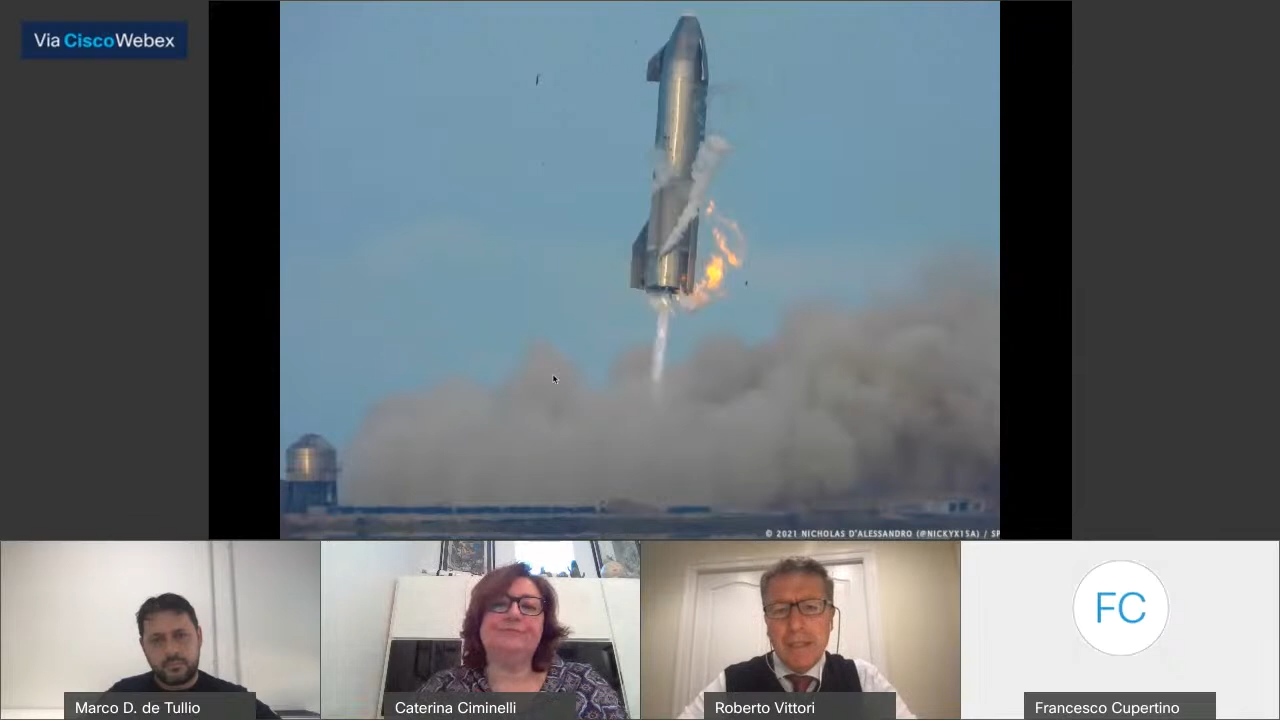 Via CiscoWebex
© 2021 NICHOLAS D'ALESSANDRO (@NICKYX15A) / SP
Marco D. de Tullio
Caterina Ciminelli
Roberto Vittori
FC
Francesco Cupertino